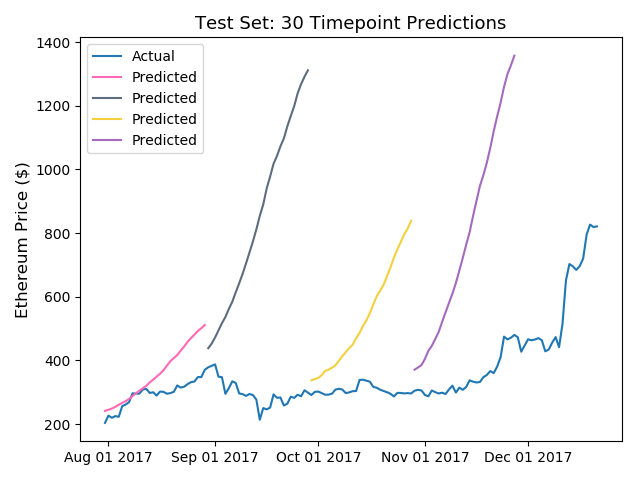 Test Set: 30 Timepoint Predictions
Actual
Predicted
Predicted
Predicted
Predicted
Ethereum Price ($)
1400
1200
1000
800
600
400
200
Aug 01 2017
Sep 01 2017
Oct 01 2017
Nov 01 2017
Dec 01 2017